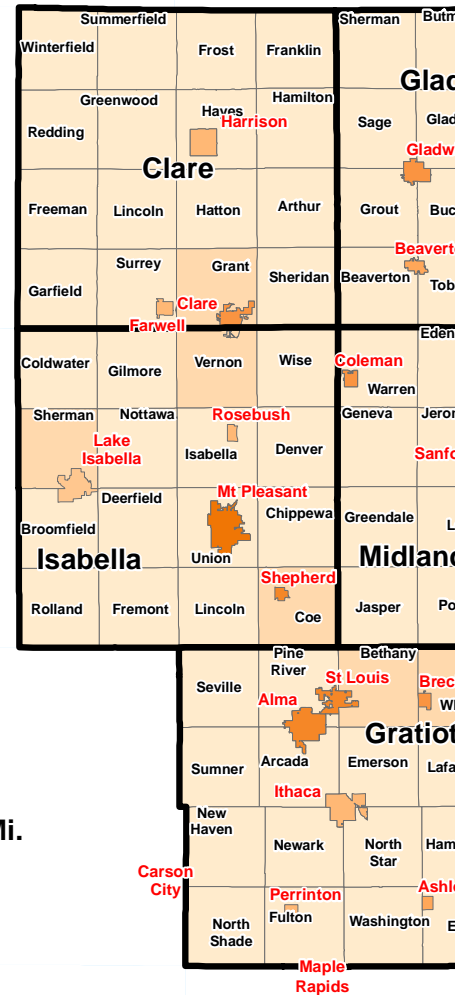 Summerfield
Sherman
Butm
Winterfield
Frost
Franklin
Glad
Greenwood
Hayes
Hamilton
Harrison
Sage
Glad
Redding
Gladw
Clare
Freeman
Lincoln
Hatton
Arthur
Grout
Buc
Beaverto
Surrey
Grant
Sheridan
Beaverton
Tob
Garfield
Clare
Farwell
Eden
Coldwater
Gilmore
Vernon
Wise
Coleman
Warren
Sherman
Nottawa
Rosebush
Geneva
Jeror
Lake
Isabella
Isabella
Denver
Sanfo
Mt Pleasant
Deerfield
Chippewa
Greendale
L
Broomfield
Isabella
Union
Midland
Shepherd
Rolland
Fremont
Lincoln
Coe
Jasper
Po
Pine
River
Bethany
Seville
St Louis
Brec
Alma
Wh
Gratiot
Sumner
Arcada
Emerson
Lafa
Ithaca
New
Haven
Mi.
Newark
North
Star
Ham
Carson
City
Perrinton
Ashle
North
Shade
Fulton
Washington
E
Maple
Rapids